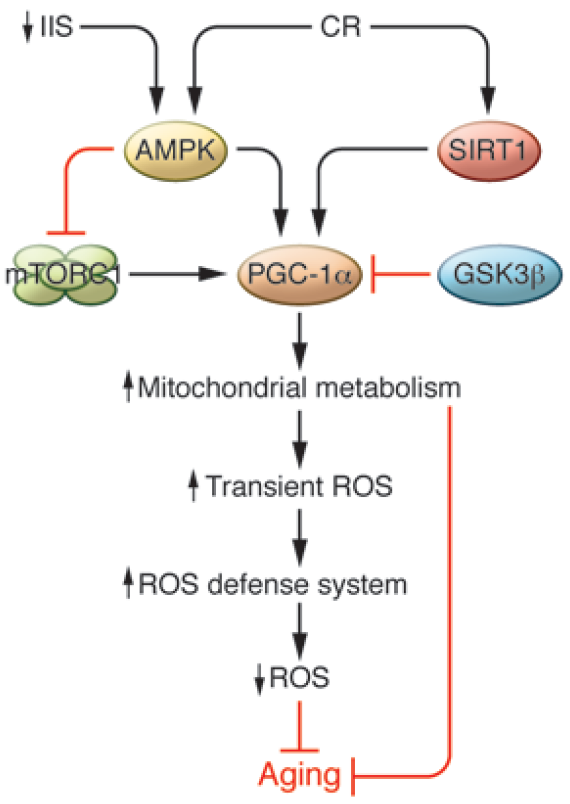 ↓ IIS
CR
AMPK
SIRT1
mTORC1
PGC-1α
GSK3β
↑ Mitochondrial metabolism
↑ Transient ROS
↑ ROS defense system
↓ ROS
Aging